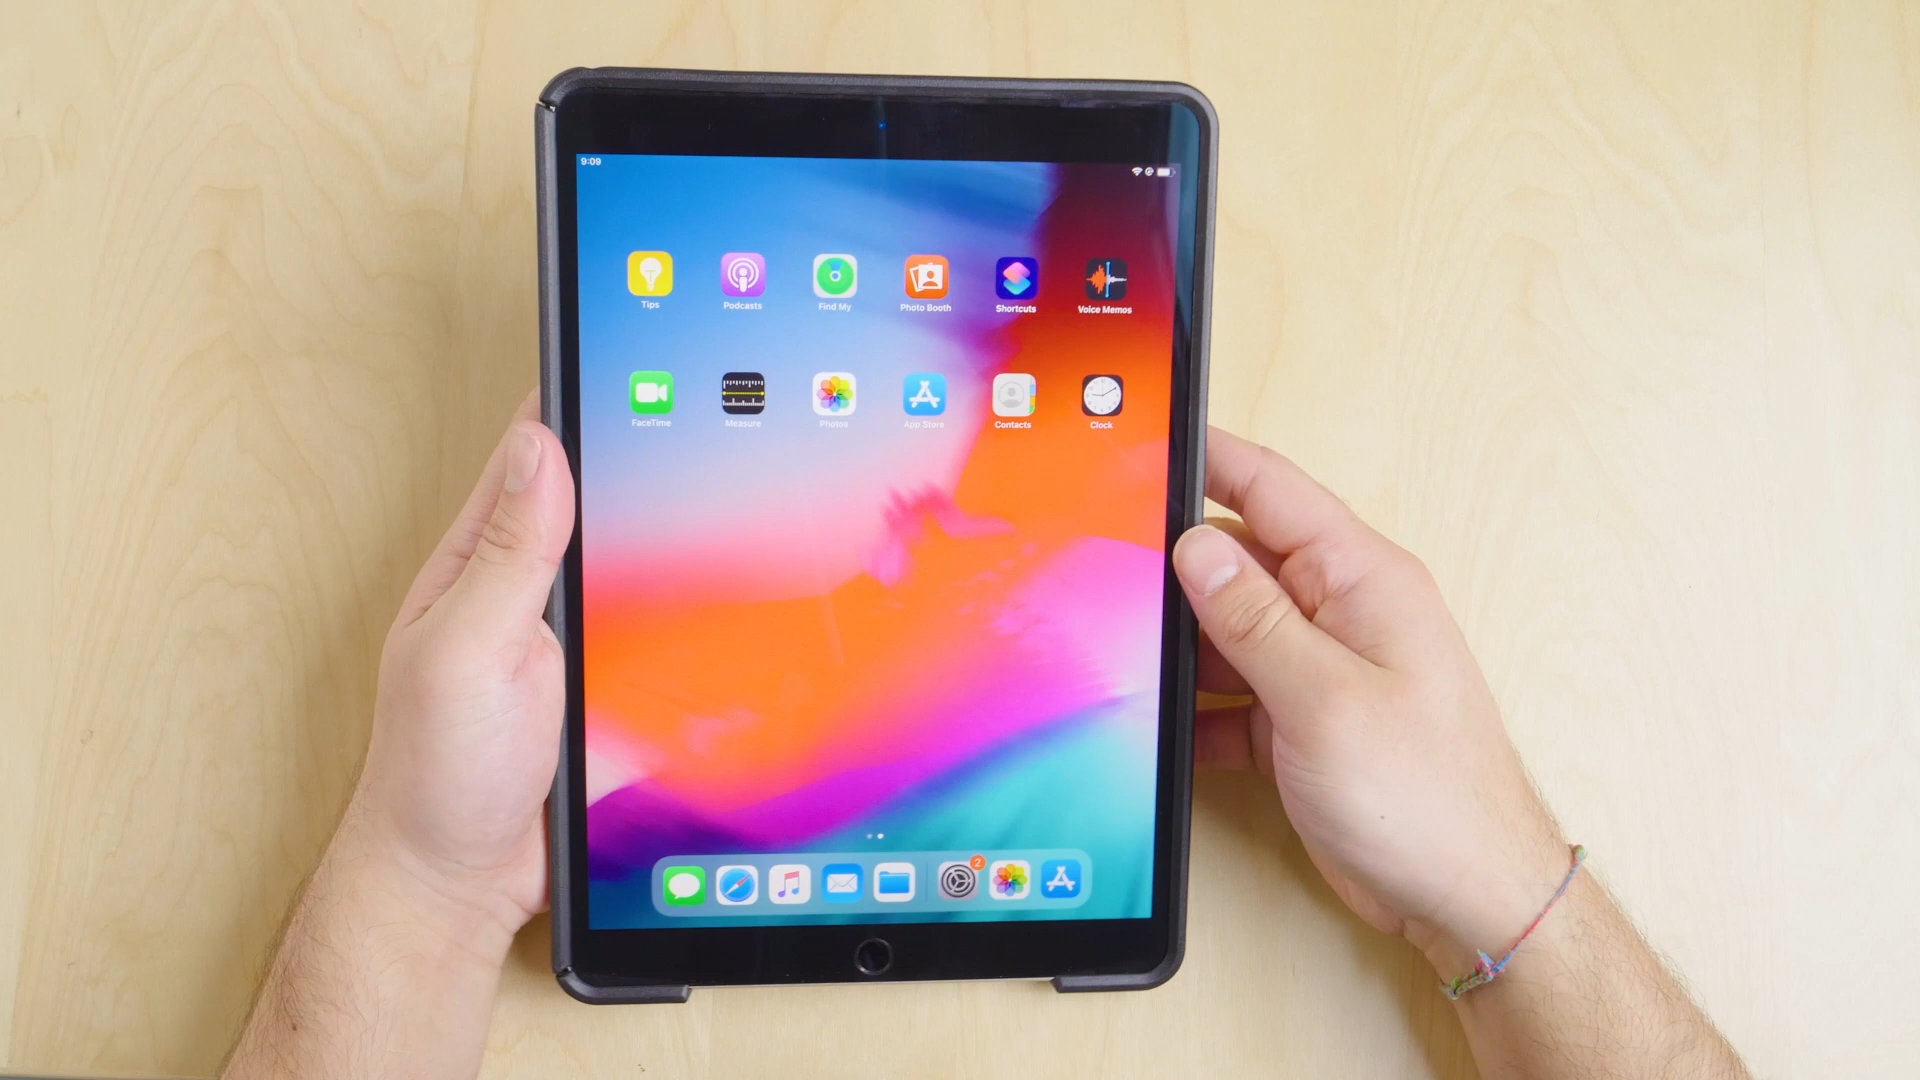 9:09
Tips Podcasts Find My Photo Booth Shortcuts Voice Memos
FaceTime Measure Photos App Store Contacts Clock
2